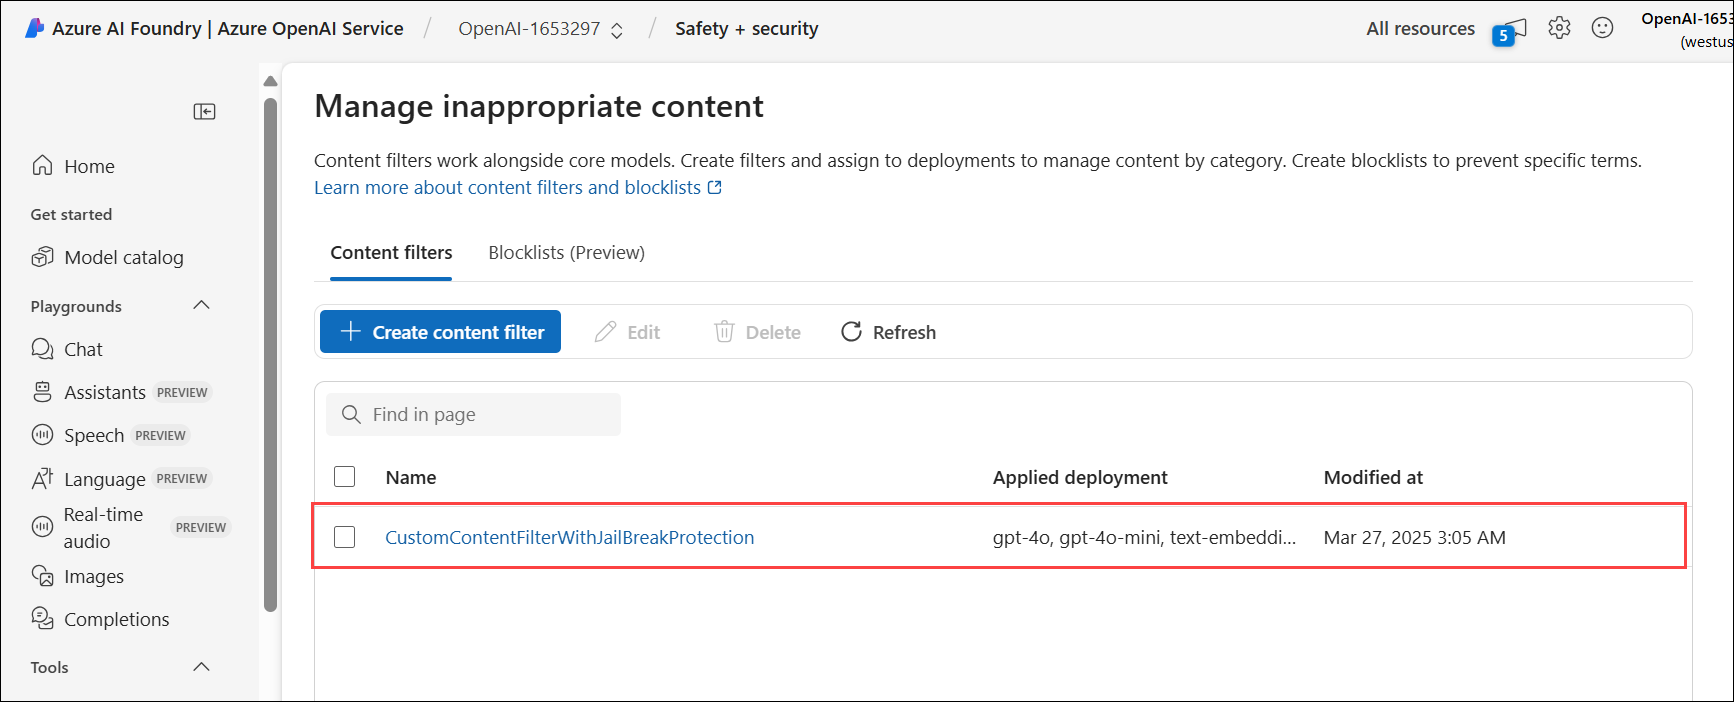 Azure AI Foundry | Azure OpenAI Service / OpenAI-1653297 / Safety + security
All resources
5
OpenAI-1653
(westus
Home
Get started
Model catalog
Playgrounds
Chat
Assistants PREVIEW
Speech PREVIEW
Language PREVIEW
Real-time audio PREVIEW
Images
Completions
Tools
Manage inappropriate content
Content filters work alongside core models. Create filters and assign to deployments to manage content by category. Create blocklists to prevent specific terms.
Learn more about content filters and blocklists
Content filters Blocklists (Preview)
Create content filter Edit Delete Refresh
Find in page
Name Applied deployment Modified at
CustomContentFilterWithJailBreakProtection gpt-4o, gpt-4o-mini, text-embeddi... Mar 27, 2025 3:05 AM